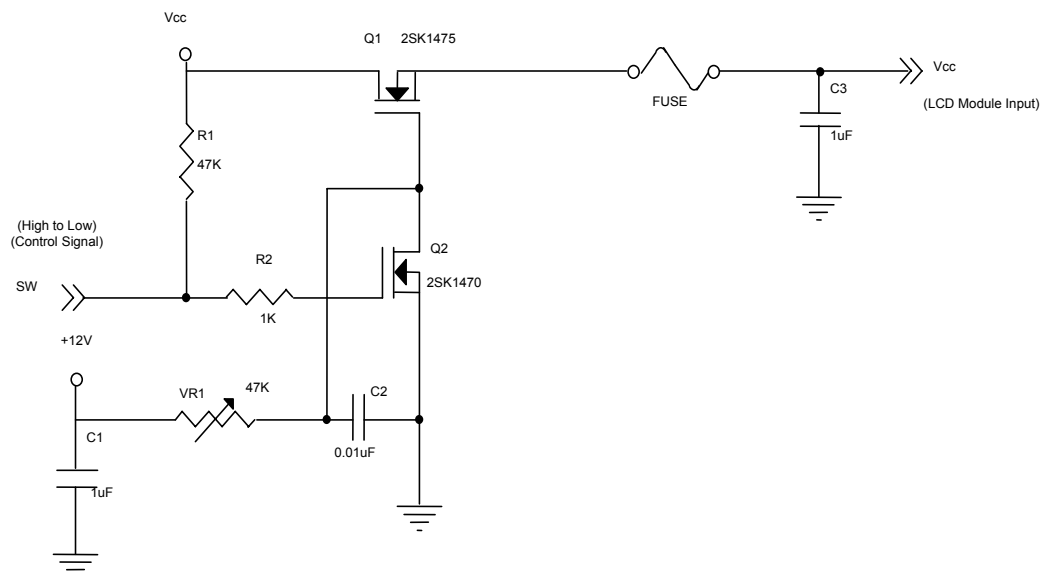 Vcc
Q1 2SK1475
Vcc
FUSE
C3
(LCD Module Input)
1uF
R1
47K
(High to Low)
(Control Signal)
Q2
R2
2SK1470
SW
1K
+12V
47K
VR1
C2
C1
0.01uF
1uF